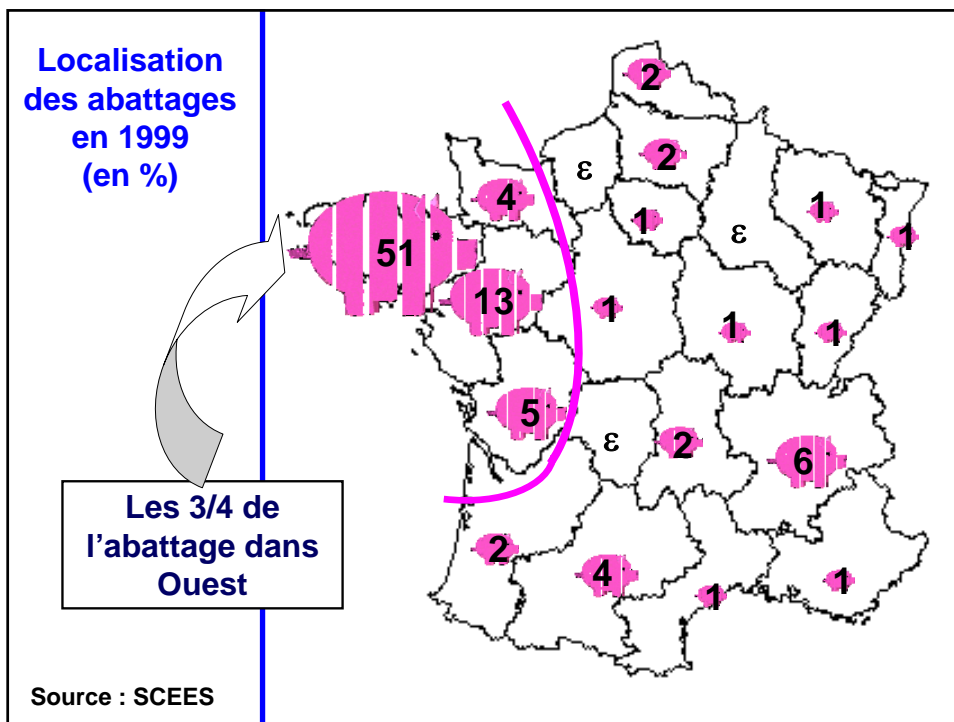 Localisation
des abattages
en 1999
(en %)
2
2
ε
4
1
1
ε
1
51
13
1
1
1
5
ε
2
6
2
4
1
1
Les 3/4 de
l’abattage dans
Ouest
Source : SCEES